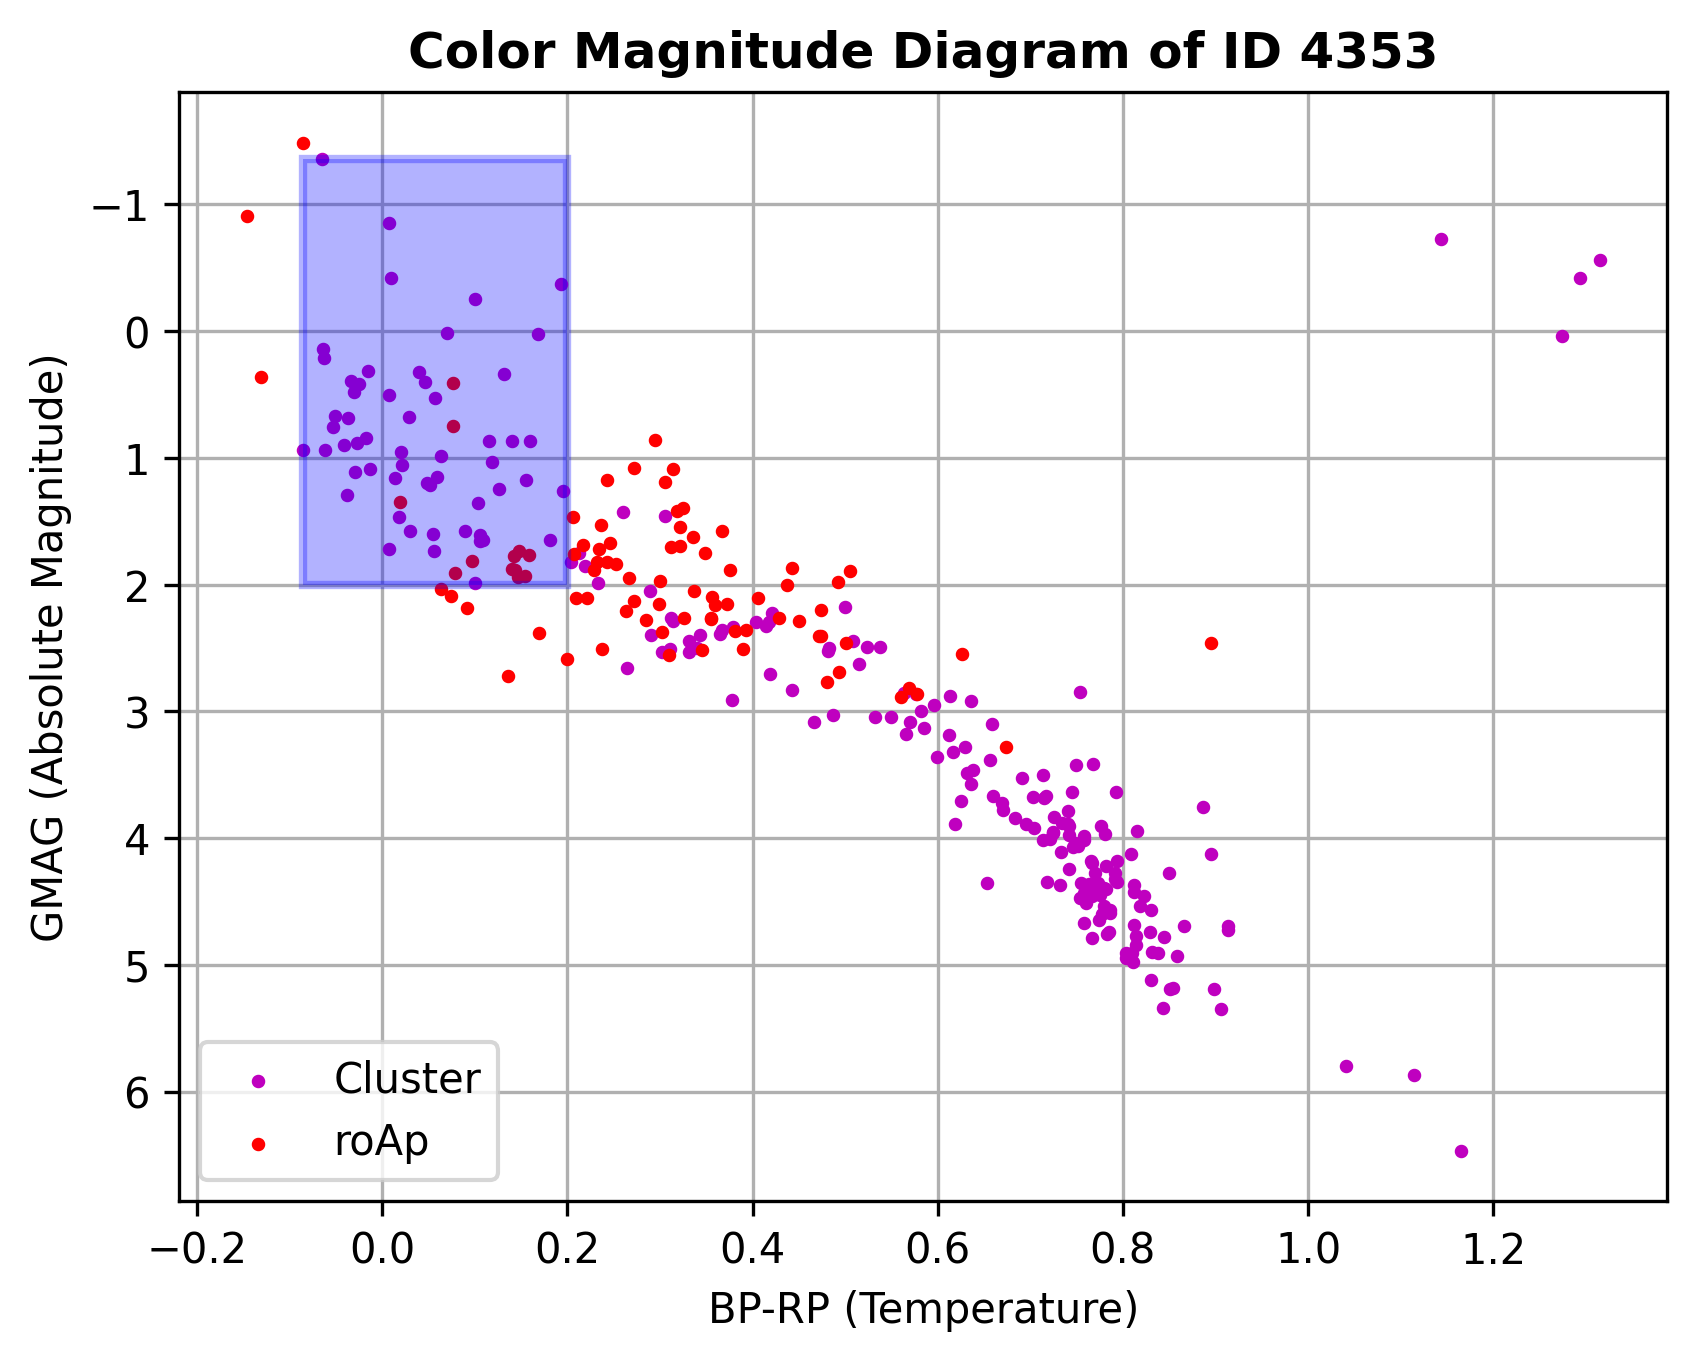 Color Magnitude Diagram of ID 4353
−1
0
1
2
3
4
5
6
GMAG (Absolute Magnitude)
Cluster
roAp
−0.2 0.0 0.2 0.4 0.6 0.8 1.0 1.2
BP-RP (Temperature)